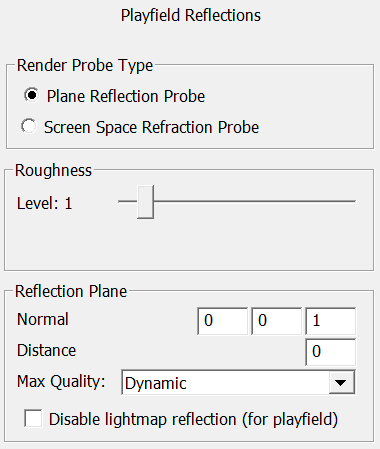 Playfield Reflections
Render Probe Type
Plane Reflection Probe
Screen Space Refraction Probe
Roughness
Level: 1
Reflection Plane
Normal 0 0 1
Distance 0
Max Quality: Dynamic
Disable lightmap reflection (for playfield)